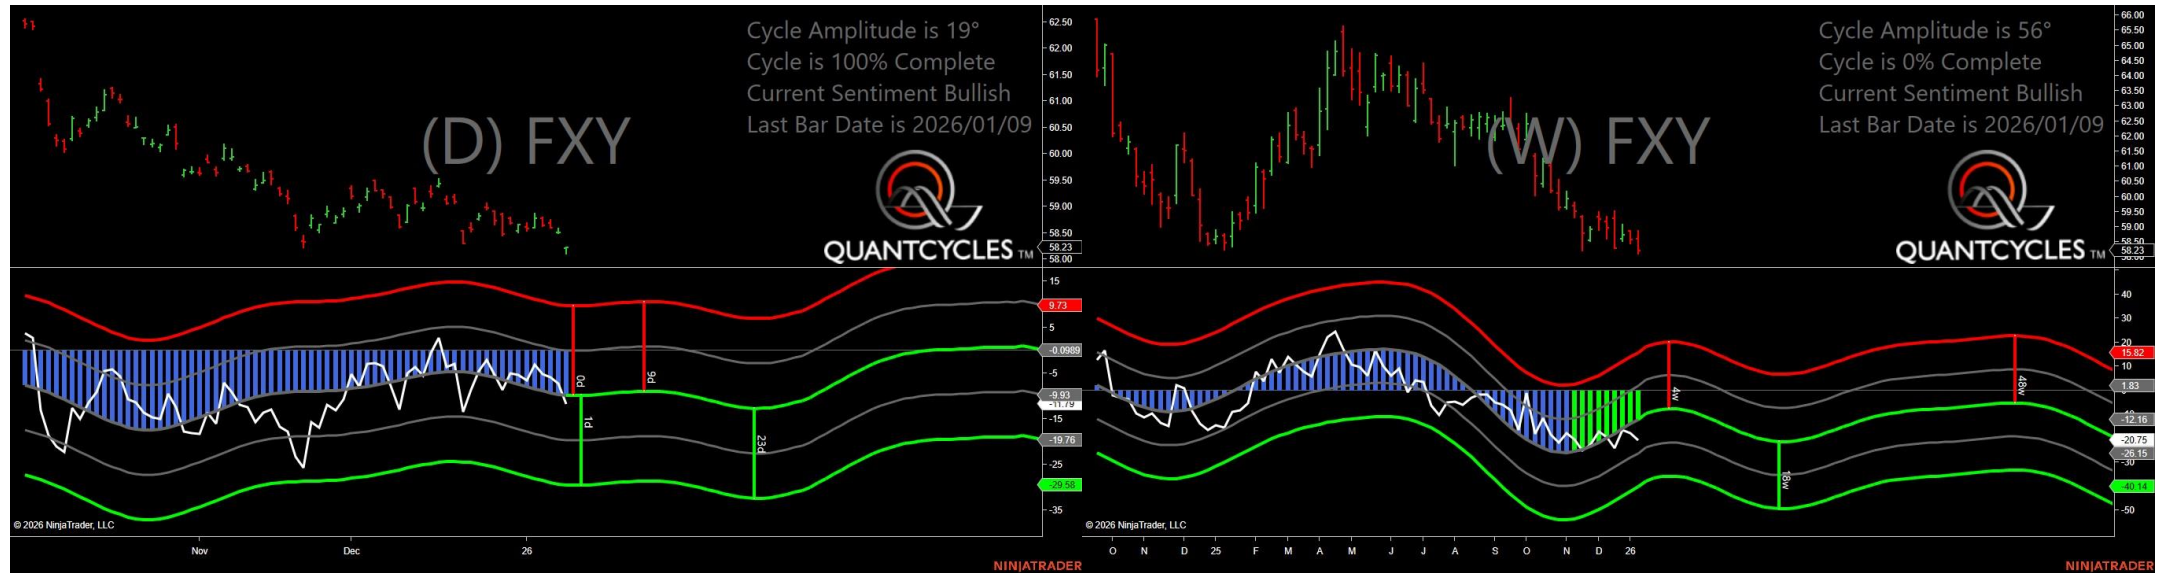 Cycle Amplitude is 19°
Cycle is 100% Complete
Current Sentiment Bullish
Last Bar Date is 2026/01/09
(D) FXY
QUANTCYCLES TM
62.50
62.00
61.50
61.00
60.50
60.00
59.50
59.00
58.50
58.23
58.00
15
9.73
5
-0.0989
-5
-9.93
-11.79
-15
-19.76
-25
-29.58
-35
0d
1d
9d
23d
© 2026 NinjaTrader, LLC
Nov
Dec
26
NINJATRADER
Cycle Amplitude is 56°
Cycle is 0% Complete
Current Sentiment Bullish
Last Bar Date is 2026/01/09
(W) FXY
QUANTCYCLES TM
66.00
65.50
65.00
64.50
64.00
63.50
63.00
62.50
62.00
61.50
61.00
60.50
60.00
59.50
59.00
58.50
58.23
40
30
20
15.82
10
1.83
-12.16
-20.75
-26.15
-30
-40.14
-50
4w
18w
48w
© 2026 NinjaTrader, LLC
O
N
D
25
F
M
A
M
J
J
A
S
O
N
D
26
NINJATRADER